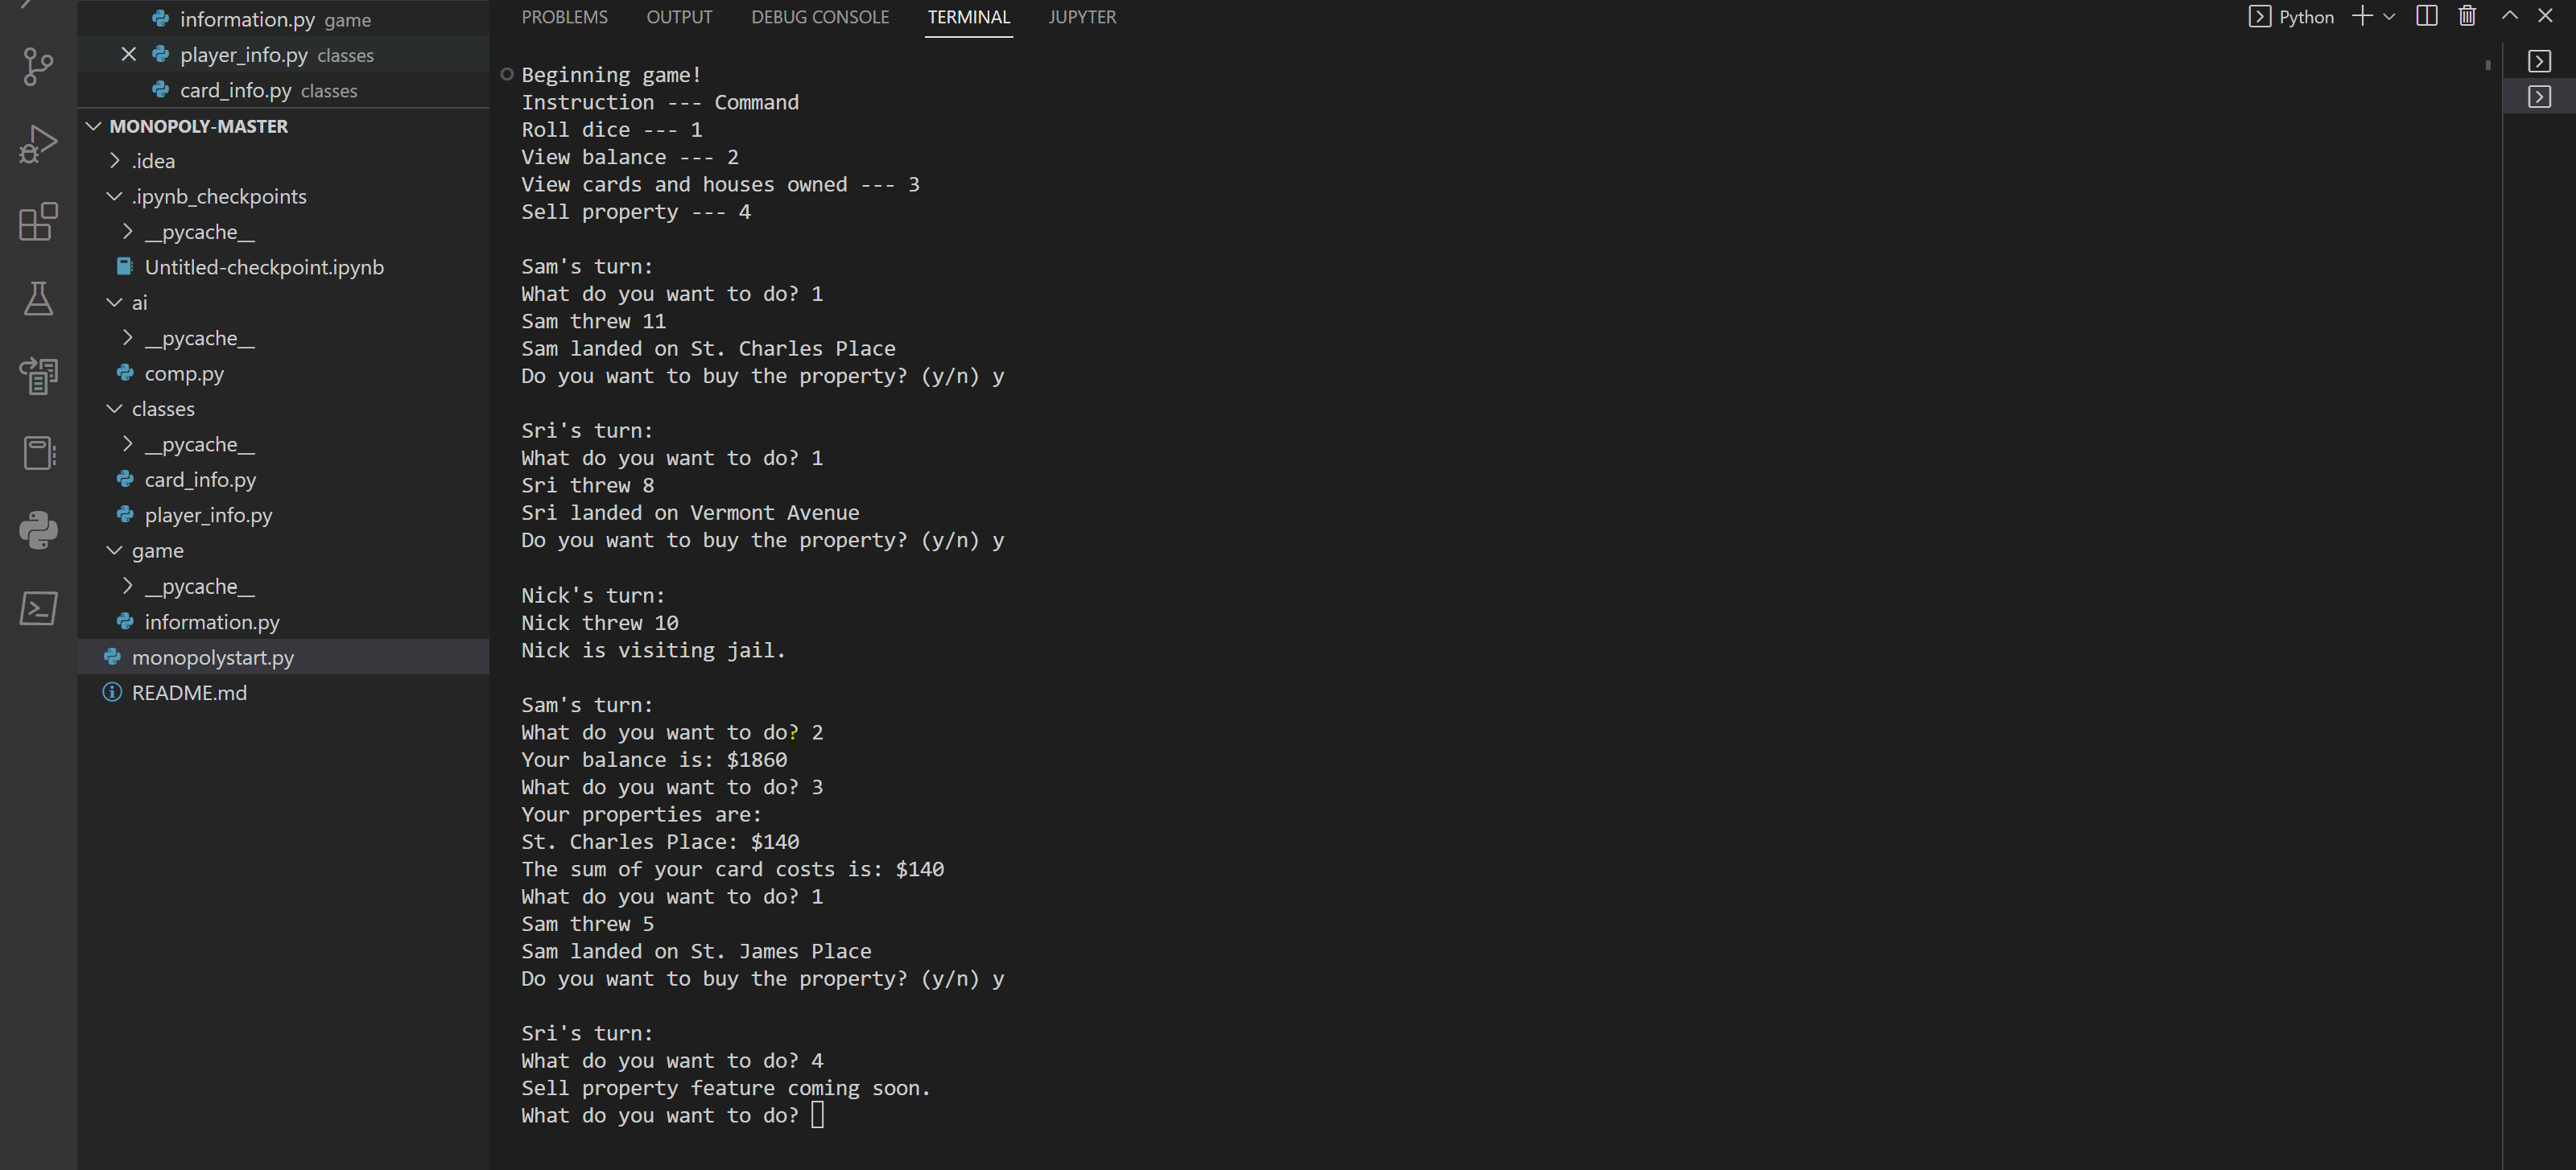 information.py game
player_info.py classes
card_info.py classes
MONOPOLY-MASTER
.idea
.ipynb_checkpoints
__pycache__
Untitled-checkpoint.ipynb
ai
__pycache__
comp.py
classes
__pycache__
card_info.py
player_info.py
game
__pycache__
information.py
monopolystart.py
README.md
PROBLEMS OUTPUT DEBUG CONSOLE TERMINAL JUPYTER
Python
Beginning game!
Instruction --- Command
Roll dice --- 1
View balance --- 2
View cards and houses owned --- 3
Sell property --- 4
Sam's turn:
What do you want to do? 1
Sam threw 11
Sam landed on St. Charles Place
Do you want to buy the property? (y/n) y
Sri's turn:
What do you want to do? 1
Sri threw 8
Sri landed on Vermont Avenue
Do you want to buy the property? (y/n) y
Nick's turn:
Nick threw 10
Nick is visiting jail.
Sam's turn:
What do you want to do? 2
Your balance is: $1860
What do you want to do? 3
Your properties are:
St. Charles Place: $140
The sum of your card costs is: $140
What do you want to do? 1
Sam threw 5
Sam landed on St. James Place
Do you want to buy the property? (y/n) y
Sri's turn:
What do you want to do? 4
Sell property feature coming soon.
What do you want to do?